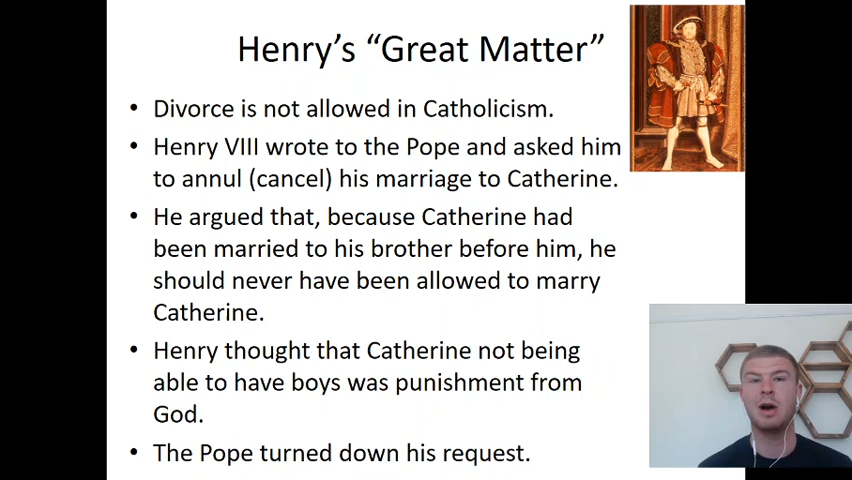 Henry’s “Great Matter”
• Divorce is not allowed in Catholicism.
• Henry VIII wrote to the Pope and asked him
to annul (cancel) his marriage to Catherine.
• He argued that, because Catherine had
been married to his brother before him, he
should never have been allowed to marry
Catherine.
• Henry thought that Catherine not being
able to have boys was punishment from
God.
• The Pope turned down his request.